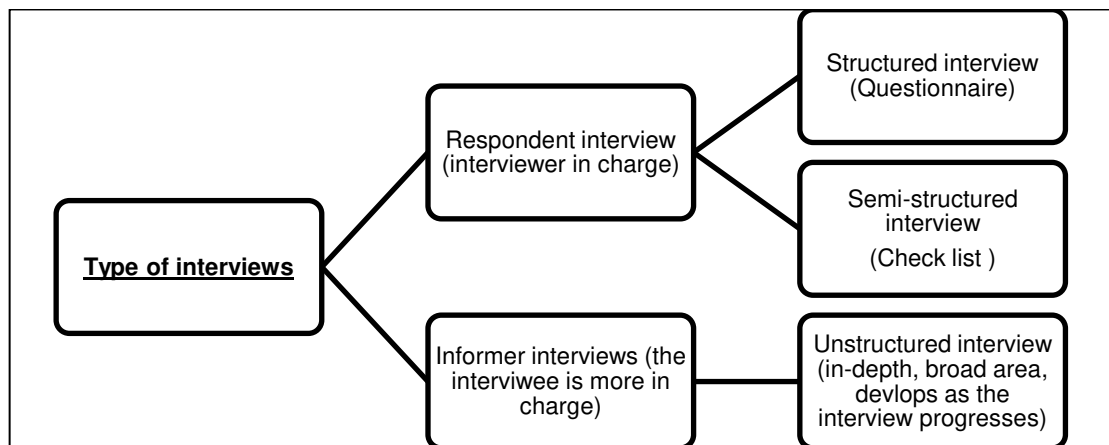 Type of interviews
Respondent interview
(interviewer in charge)
Structured interview
(Questionnaire)
Semi-structured
interview
(Check list )
Informer interviews (the
interviwee is more in
charge)
Unstructured interview
(in-depth, broad area,
devlops as the
interview progresses)